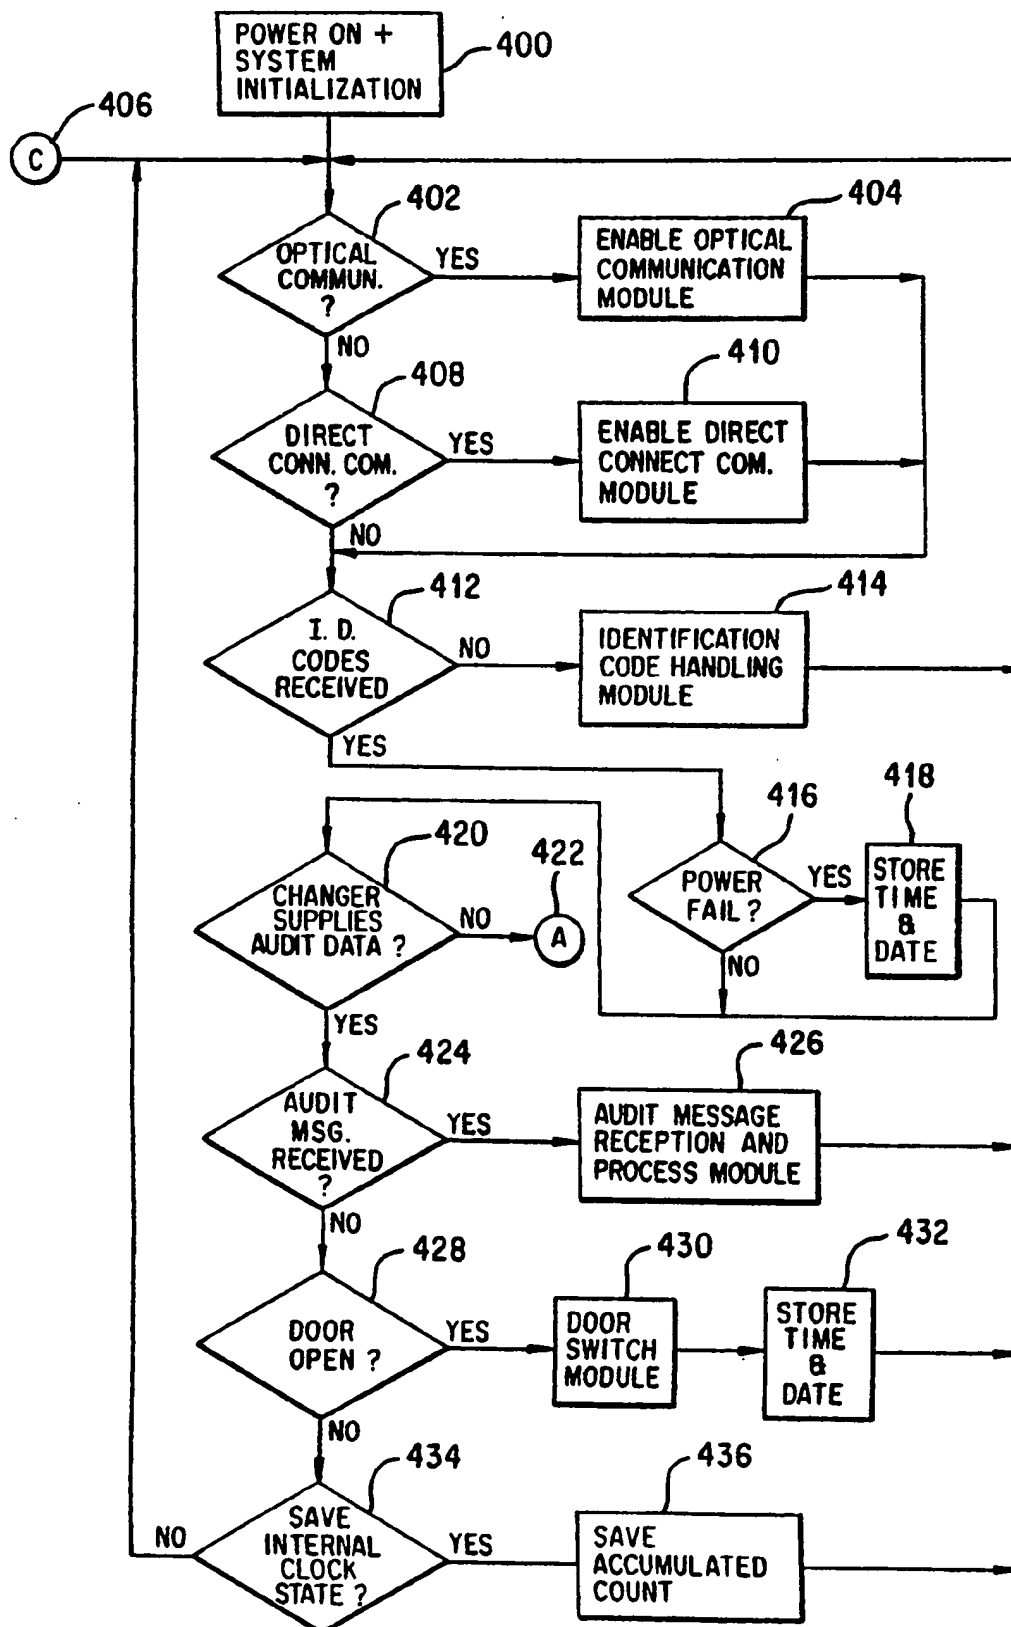 POWER ON +
SYSTEM
INITIALIZATION
400
406
C
402
OPTICAL
COMMUN.
?
YES
NO
404
ENABLE OPTICAL
COMMUNICATION
MODULE
408
DIRECT
CONN. COM.
?
YES
NO
410
ENABLE DIRECT
CONNECT COM.
MODULE
412
I. D.
CODES
RECEIVED
NO
YES
414
IDENTIFICATION
CODE HANDLING
MODULE
416
POWER
FAIL ?
YES
NO
418
STORE
TIME
&
DATE
420
CHANGER
SUPPLIES
AUDIT DATA ?
NO
YES
422
A
424
AUDIT
MSG.
RECEIVED
?
YES
NO
426
AUDIT MESSAGE
RECEPTION AND
PROCESS MODULE
428
DOOR
OPEN ?
YES
NO
430
DOOR
SWITCH
MODULE
432
STORE
TIME
&
DATE
434
SAVE
INTERNAL
CLOCK
STATE ?
NO
YES
436
SAVE
ACCUMULATED
COUNT